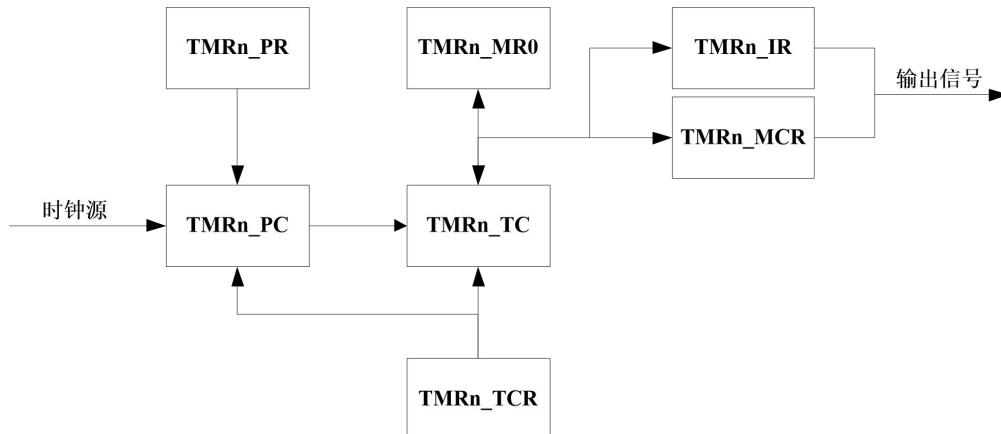 TMRn_PR
TMRn_MR0
TMRn_IR
输出信号
TMRn_MCR
时钟源
TMRn_PC
TMRn_TC
TMRn_TCR